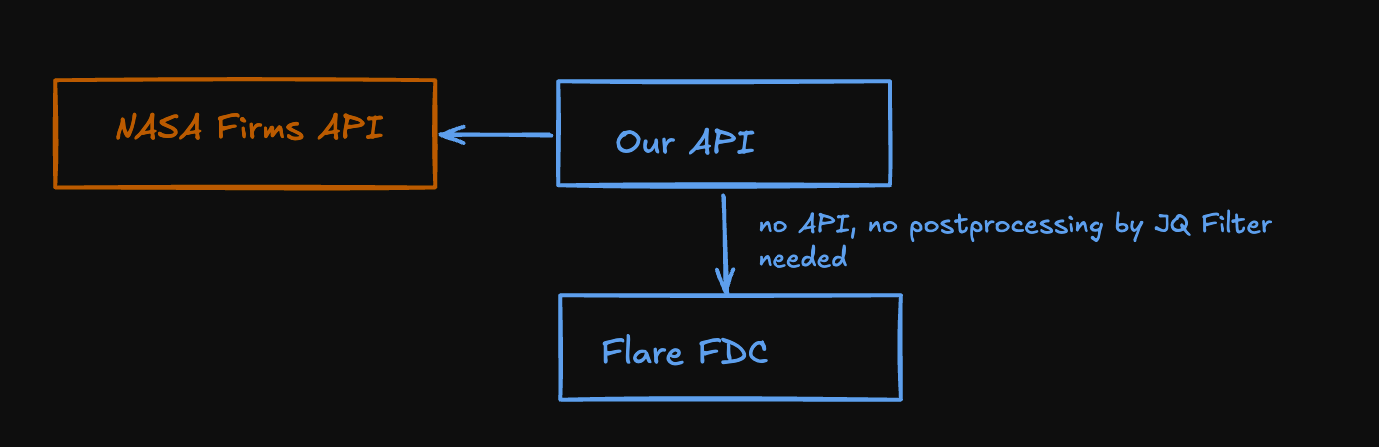 NASA Firms API
Our API
no API, no postprocessing by JQ Filter
needed
Flare FDC